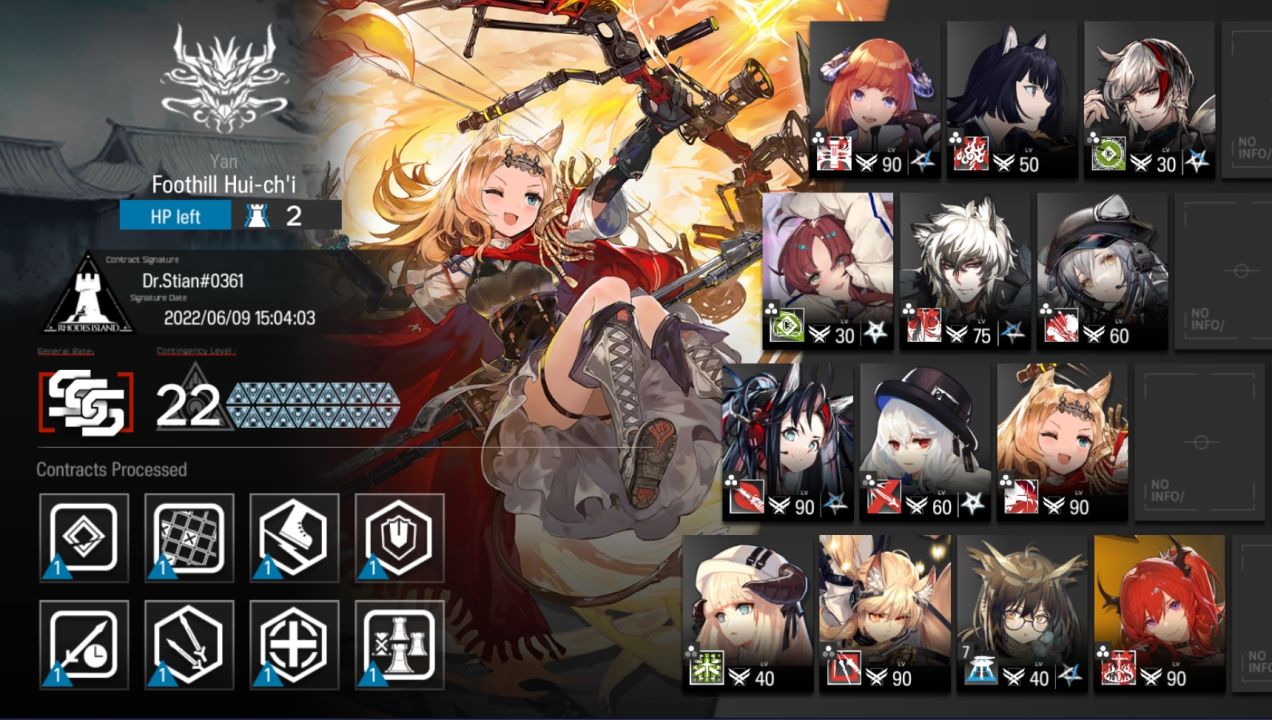 Yan
Foothill Hui-ch'i
HP left 2
Contract Signature
Dr.Stian#0361
Signature Date
2022/06/09 15:04:03
RHODES ISLAND
General Rate:
Contingency Level :
SSS
22
Contracts Processed
1 1 1 1
1 1 1 1
LV 90
LV 50
LV 30
NO INFO/
LV 30
LV 75
LV 60
NO INFO/
LV 90
LV 60
LV 90
NO INFO/
LV 40
LV 90
7 LV 40
LV 90
NO